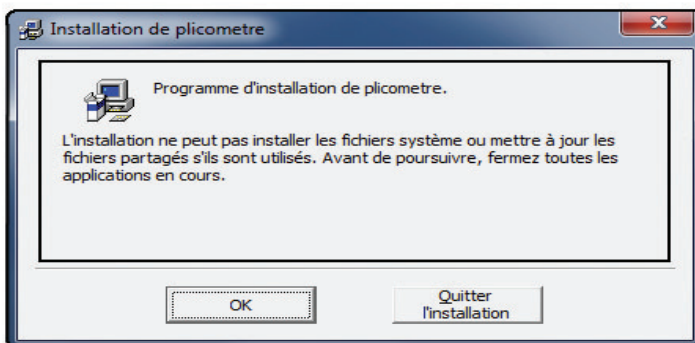 Installation de plicometre
Programme d'installation de plicometre.
L'installation ne peut pas installer les fichiers système ou mettre à jour les
fichiers partagés s'ils sont utilisés. Avant de poursuivre, fermez toutes les
applications en cours.
OK
Quitter
l'installation